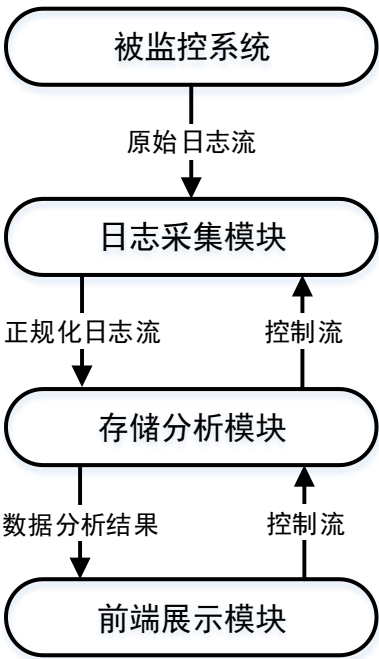 被监控系统
原始日志流
日志采集模块
正规化日志流
控制流
存储分析模块
数据分析结果
控制流
前端展示模块